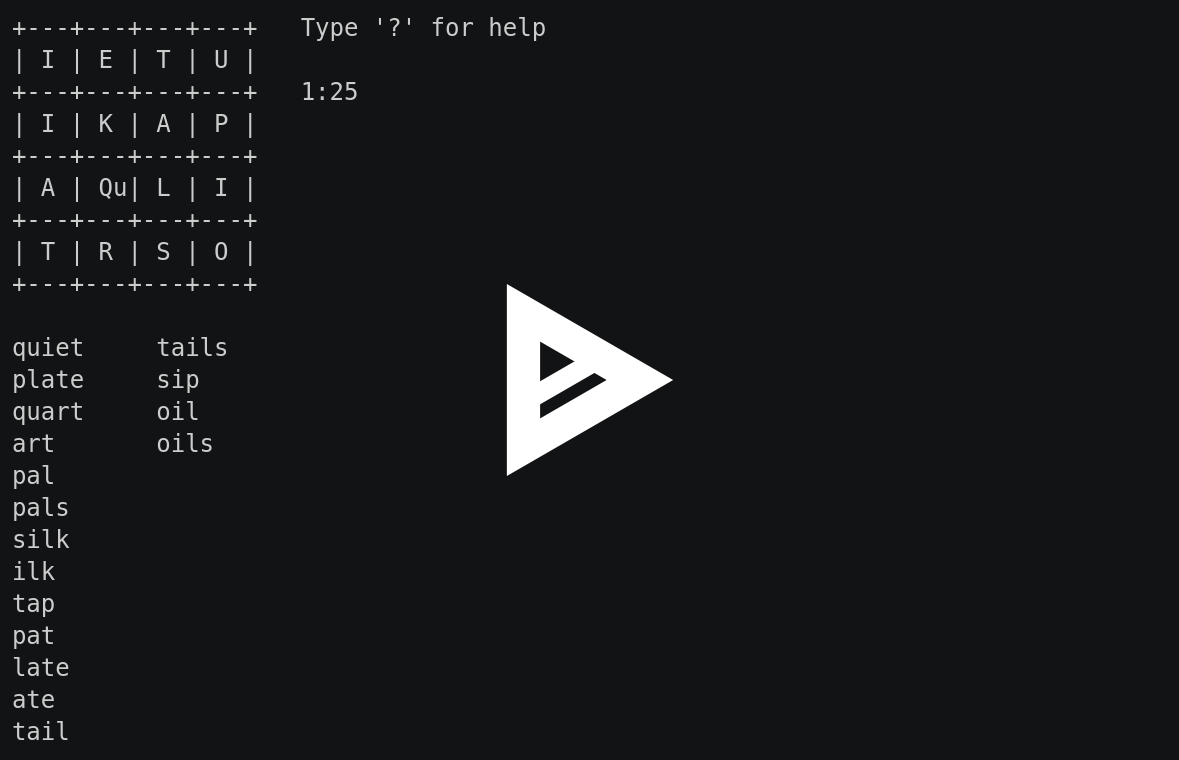 +---+---+---+---+   Type '?' for help
| I | E | T | U |
+---+---+---+---+   1:25
| I | K | A | P |
+---+---+---+---+
| A | Qu| L | I |
+---+---+---+---+
| T | R | S | O |
+---+---+---+---+
quiet     tails
plate     sip
quart     oil
art       oils
pal
pals
silk
ilk
tap
pat
late
ate
tail